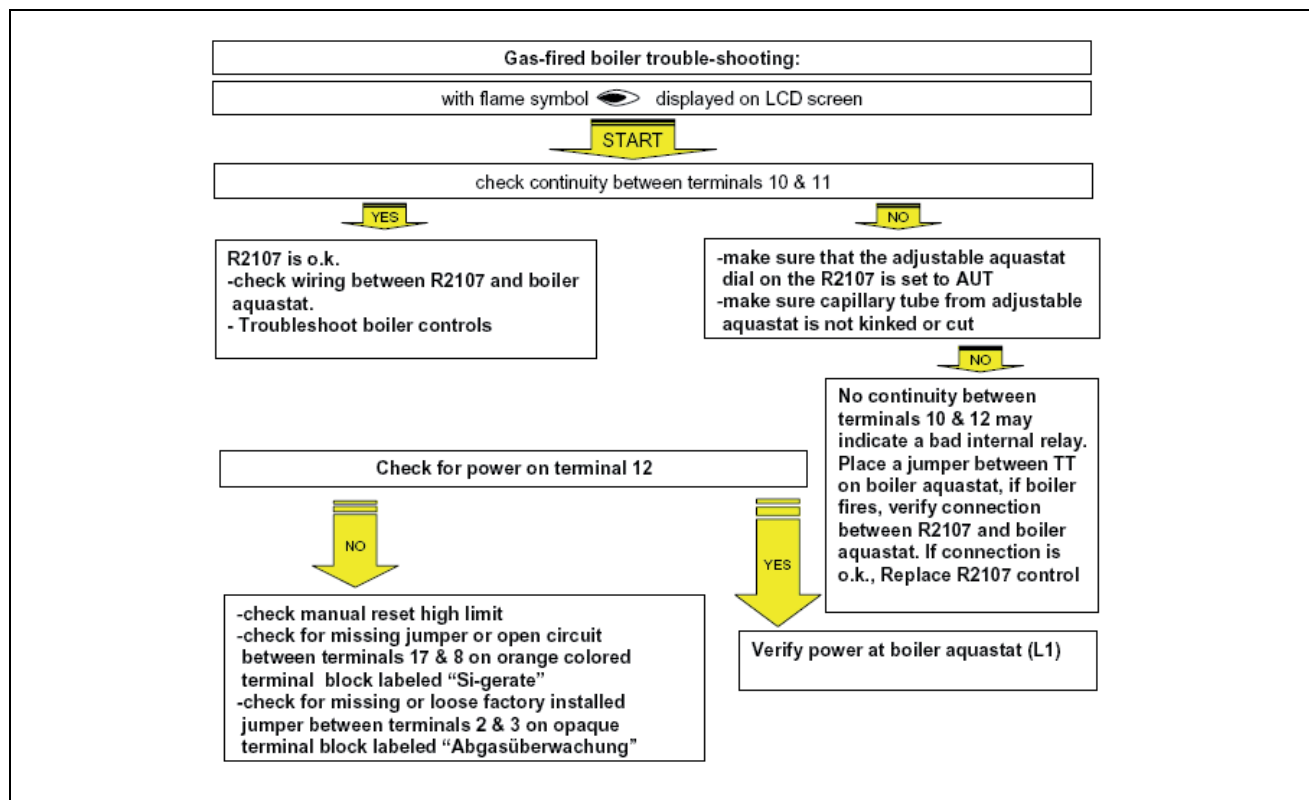 Gas-fired boiler trouble-shooting:
with flame symbol displayed on LCD screen
START
check continuity between terminals 10 & 11
YES
NO
R2107 is o.k.
-check wiring between R2107 and boiler
aquastat.
- Troubleshoot boiler controls
-make sure that the adjustable aquastat
dial on the R2107 is set to AUT
-make sure capillary tube from adjustable
aquastat is not kinked or cut
NO
No continuity between
terminals 10 & 12 may
indicate a bad internal relay.
Place a jumper between TT
on boiler aquastat, if boiler
fires, verify connection
between R2107 and boiler
aquastat. If connection is
o.k., Replace R2107 control
Check for power on terminal 12
NO
YES
-check manual reset high limit
-check for missing jumper or open circuit
between terminals 17 & 8 on orange colored
terminal block labeled “Si-gerate”
-check for missing or loose factory installed
jumper between terminals 2 & 3 on opaque
terminal block labeled “Abgasüberwachung”
Verify power at boiler aquastat (L1)